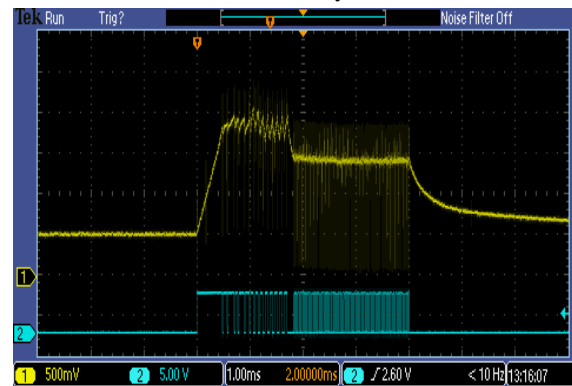 Tek Run Trig? Noise Filter Off
T
T
1
2
1 500mV 2 5.00 V 1.00ms 2.00000ms 2 ∫ 2.60 V < 10 Hz 13:16:07